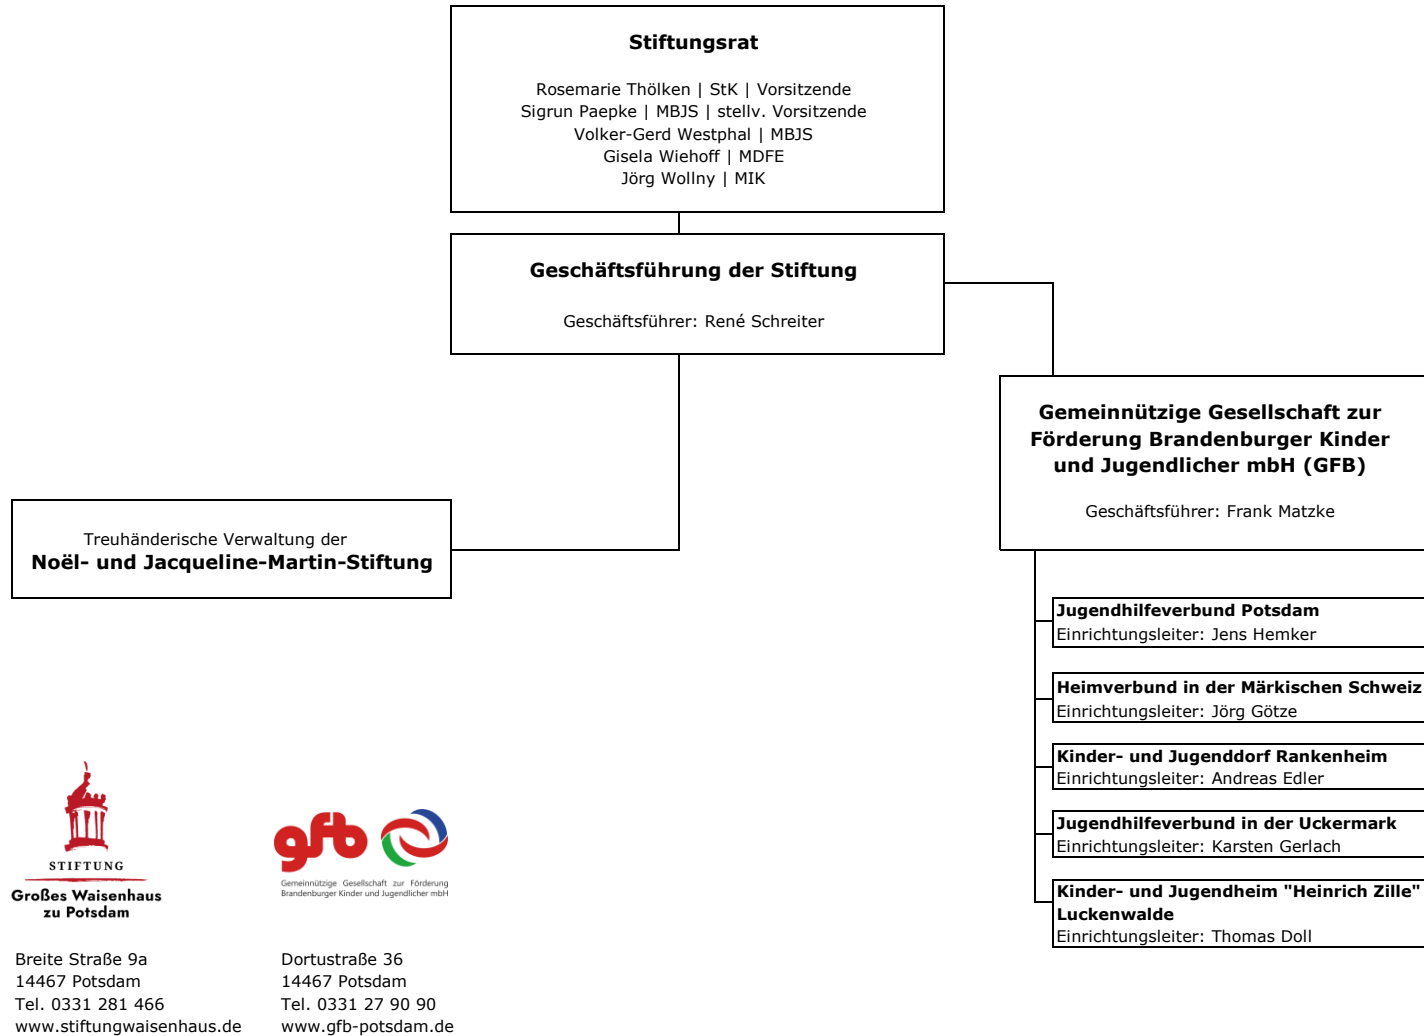 Stiftungsrat
Rosemarie Thölken | StK | Vorsitzende
Sigrun Paepke | MBJS | stellv. Vorsitzende
Volker-Gerd Westphal | MBJS
Gisela Wiehoff | MDFE
Jörg Wollny | MIK
Geschäftsführung der Stiftung
Geschäftsführer: René Schreiter
Gemeinnützige Gesellschaft zur
Förderung Brandenburger Kinder
und Jugendlicher mbH (GFB)
Geschäftsführer: Frank Matzke
Treuhänderische Verwaltung der
Noël- und Jacqueline-Martin-Stiftung
Jugendhilfeverbund Potsdam
Einrichtungsleiter: Jens Hemker
Heimverbund in der Märkischen Schweiz
Einrichtungsleiter: Jörg Götze
Kinder- und Jugenddorf Rankenheim
Einrichtungsleiter: Andreas Edler
Jugendhilfeverbund in der Uckermark
Einrichtungsleiter: Karsten Gerlach
Kinder- und Jugendheim "Heinrich Zille"
Luckenwalde
Einrichtungsleiter: Thomas Doll
STIFTUNG
Großes Waisenhaus
zu Potsdam
Breite Straße 9a
14467 Potsdam
Tel. 0331 281 466
www.stiftungwaisenhaus.de
gfb
Gemeinnützige Gesellschaft zur Förderung
Brandenburger Kinder und Jugendlicher mbH
Dortustraße 36
14467 Potsdam
Tel. 0331 27 90 90
www.gfb-potsdam.de